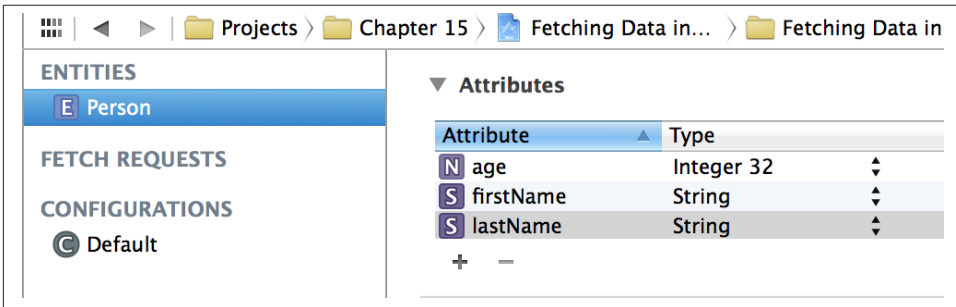 Projects Chapter 15 Fetching Data in... Fetching Data in
ENTITIES
E Person
FETCH REQUESTS
CONFIGURATIONS
C Default
Attributes
Attribute Type
N age Integer 32
S firstName String
S lastName String